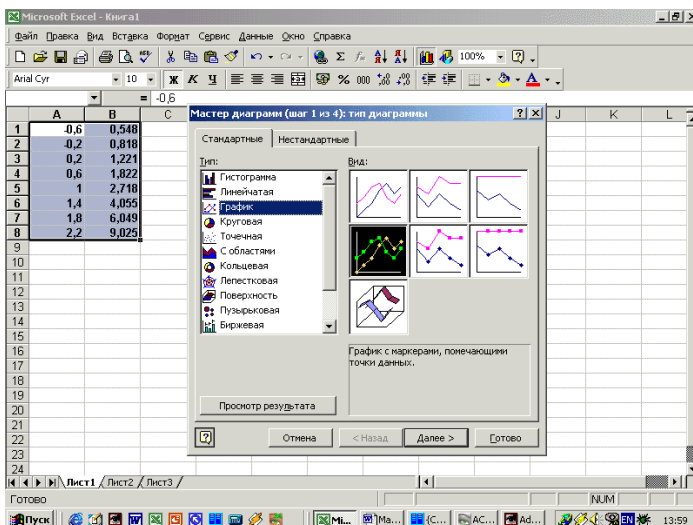 Microsoft Excel - Книга1
Файл Правка Вид Вставка Формат Сервис Данные Окно Справка
100%
Arial Cyr 10 Ж К Ч % 000
= -0,6
A B C J K L
Мастер диаграмм (шаг 1 из 4): тип диаграммы
1 -0,6 0,548
2 -0,2 0,818
3 0,2 1,221
4 0,6 1,822
5 1 2,718
6 1,4 4,055
7 1,8 6,049
8 2,2 9,025
9
10
11
12
13
14
15
16
17
18
19
20
21
22
23
24
Стандартные Нестандартные
Тип: Вид:
Гистограмма
Линейчатая
График
Круговая
Точечная
С областями
Кольцевая
Лепестковая
Поверхность
Пузырьковая
Биржевая
График с маркерами, помечающими
точки данных.
Просмотр результата
Отмена < Назад Далее > Готово
Лист1 Лист2 Лист3
Готово NUM
Пуск Mi... Ma... {C... AC... Ad... EN 13:59